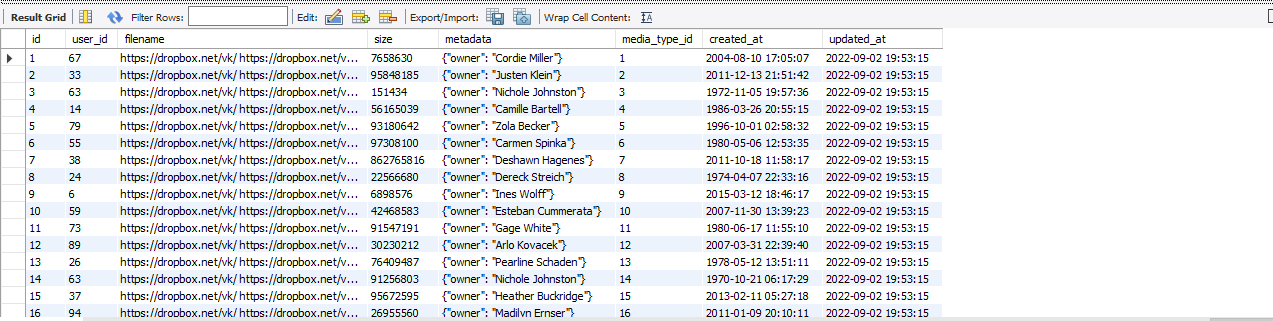 Result Grid Filter Rows: Edit: Export/Import: Wrap Cell Content: IA
id user_id filename size metadata media_type_id created_at updated_at
1 67 https://dropbox.net/vk/ https://dropbox.net/v... 7658630 {"owner": "Cordie Miller"} 1 2004-08-10 17:05:07 2022-09-02 19:53:15
2 33 https://dropbox.net/vk/ https://dropbox.net/v... 95848185 {"owner": "Justen Klein"} 2 2011-12-13 21:51:42 2022-09-02 19:53:15
3 63 https://dropbox.net/vk/ https://dropbox.net/v... 151434 {"owner": "Nichole Johnston"} 3 1972-11-05 19:57:36 2022-09-02 19:53:15
4 14 https://dropbox.net/vk/ https://dropbox.net/v... 56165039 {"owner": "Camille Bartell"} 4 1986-03-26 20:55:15 2022-09-02 19:53:15
5 79 https://dropbox.net/vk/ https://dropbox.net/v... 93180642 {"owner": "Zola Becker"} 5 1996-10-01 02:58:32 2022-09-02 19:53:15
6 55 https://dropbox.net/vk/ https://dropbox.net/v... 97308100 {"owner": "Carmen Spinka"} 6 1980-05-06 12:53:35 2022-09-02 19:53:15
7 38 https://dropbox.net/vk/ https://dropbox.net/v... 862765816 {"owner": "Deshawn Hagenes"} 7 2011-10-18 11:58:17 2022-09-02 19:53:15
8 24 https://dropbox.net/vk/ https://dropbox.net/v... 22566680 {"owner": "Dereck Streich"} 8 1974-04-07 22:33:16 2022-09-02 19:53:15
9 6 https://dropbox.net/vk/ https://dropbox.net/v... 6898576 {"owner": "Ines Wolff"} 9 2015-03-12 18:46:17 2022-09-02 19:53:15
10 59 https://dropbox.net/vk/ https://dropbox.net/v... 42468583 {"owner": "Esteban Cummerata"} 10 2007-11-30 13:39:23 2022-09-02 19:53:15
11 73 https://dropbox.net/vk/ https://dropbox.net/v... 91547191 {"owner": "Gage White"} 11 1980-06-17 11:55:10 2022-09-02 19:53:15
12 89 https://dropbox.net/vk/ https://dropbox.net/v... 30230212 {"owner": "Arlo Kovacek"} 12 2007-03-31 22:39:40 2022-09-02 19:53:15
13 26 https://dropbox.net/vk/ https://dropbox.net/v... 76409487 {"owner": "Pearline Schaden"} 13 1978-05-12 13:51:11 2022-09-02 19:53:15
14 63 https://dropbox.net/vk/ https://dropbox.net/v... 91256803 {"owner": "Nichole Johnston"} 14 1970-10-21 06:17:29 2022-09-02 19:53:15
15 37 https://dropbox.net/vk/ https://dropbox.net/v... 95672595 {"owner": "Heather Buckridge"} 15 2013-02-11 05:27:18 2022-09-02 19:53:15
16 94 https://dropbox.net/vk/ https://dropbox.net/v... 26955560 {"owner": "Madilyn Ernser"} 16 2011-01-09 20:10:11 2022-09-02 19:53:15